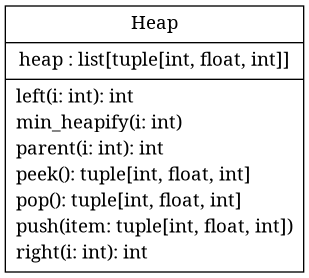 Heap
heap : list[tuple[int, float, int]]
left(i: int): int
min_heapify(i: int)
parent(i: int): int
peek(): tuple[int, float, int]
pop(): tuple[int, float, int]
push(item: tuple[int, float, int])
right(i: int): int